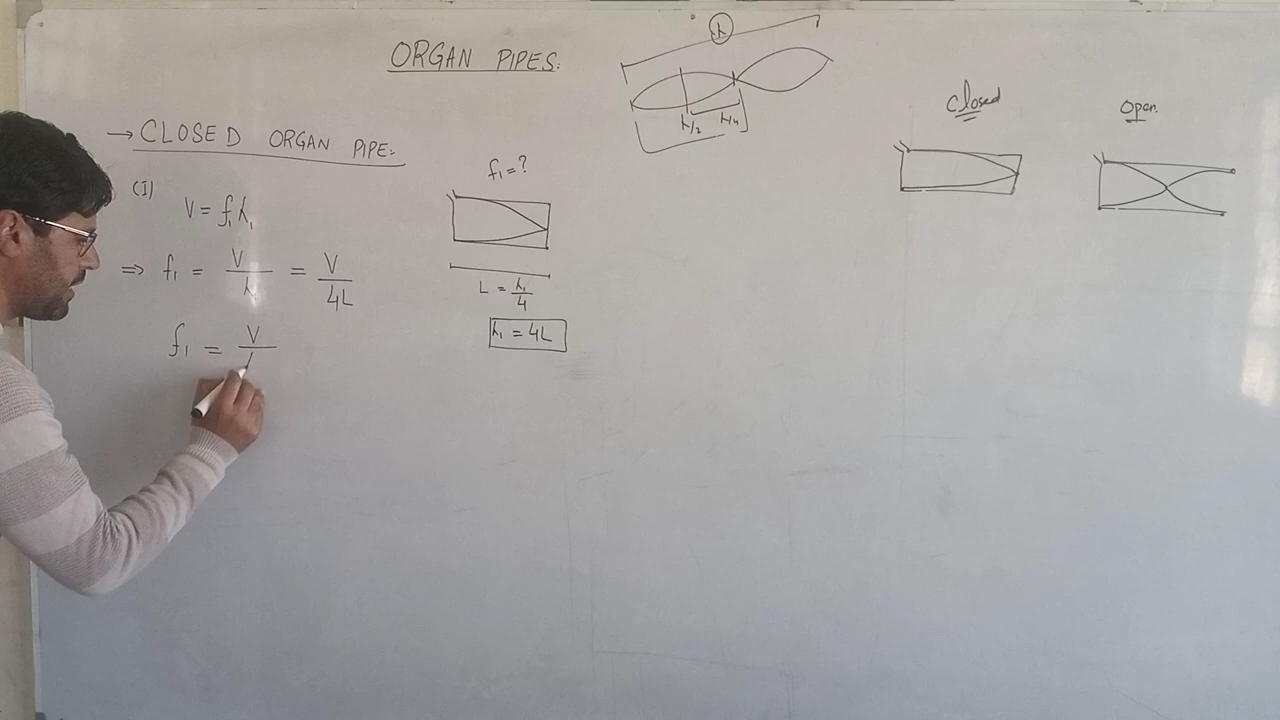 ORGAN PIPES:
λ
λ/2 λ/4
Closed
Open
→ CLOSED ORGAN PIPE:
(I)
V = f₁λ₁
f₁ = ?
⇒ f₁ = V/λ = V/4L
L = λ₁/4
λ₁ = 4L
f₁ = V/